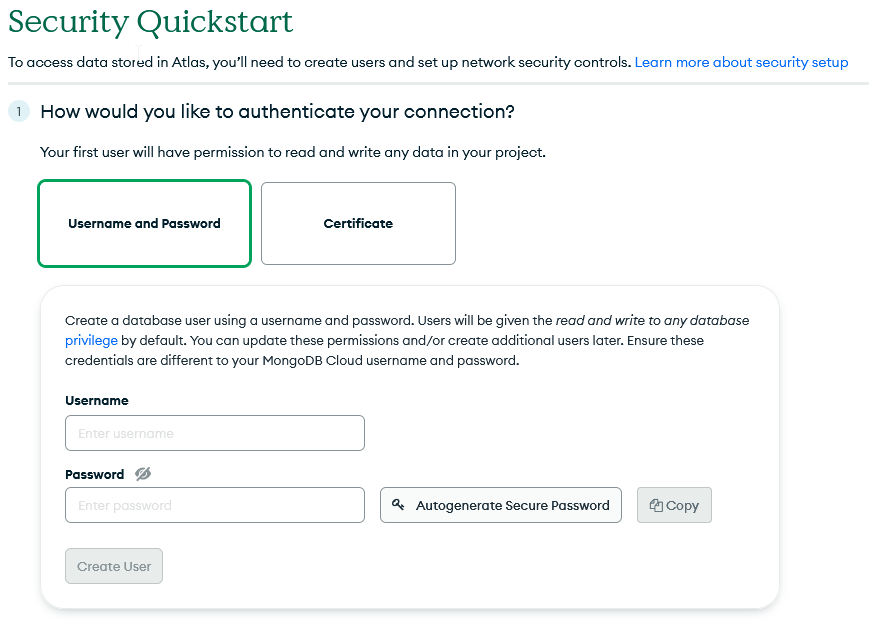 Security Quickstart
To access data stored in Atlas, you'll need to create users and set up network security controls. Learn more about security setup
1 How would you like to authenticate your connection?
Your first user will have permission to read and write any data in your project.
Username and Password Certificate
Create a database user using a username and password. Users will be given the read and write to any database
privilege by default. You can update these permissions and/or create additional users later. Ensure these
credentials are different to your MongoDB Cloud username and password.
Username
Enter username
Password
Enter password Autogenerate Secure Password Copy
Create User